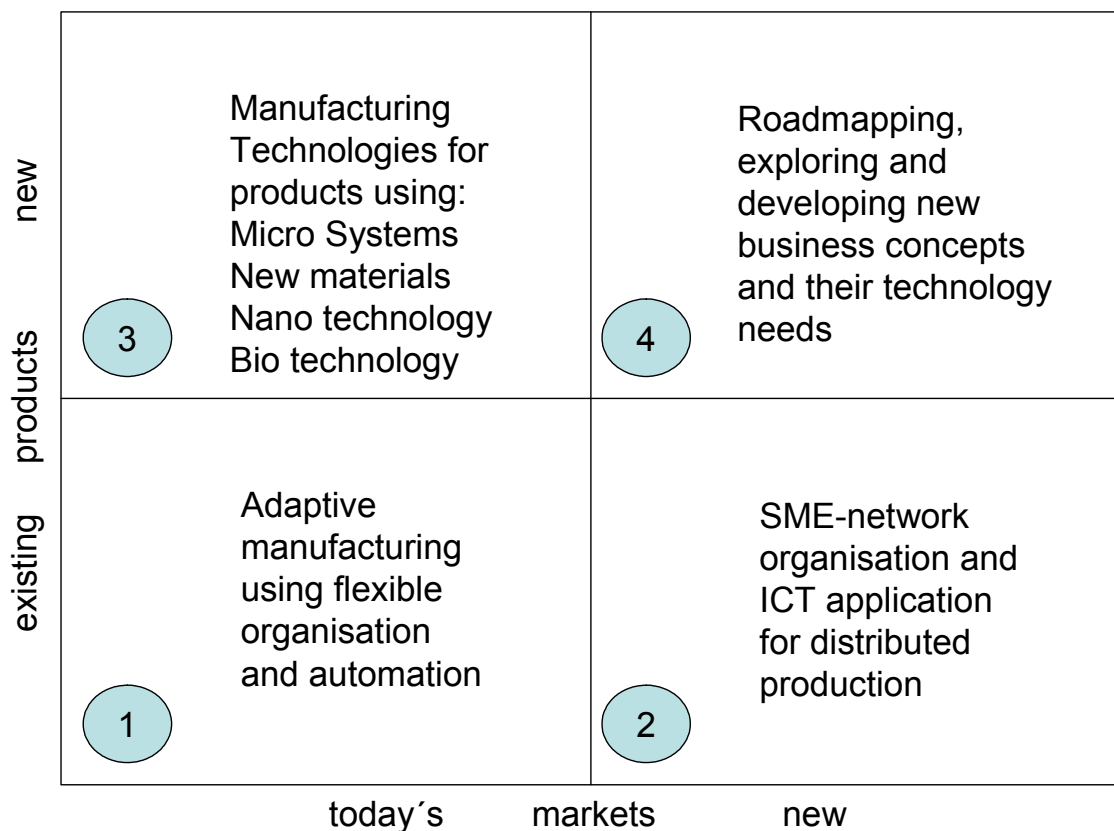 new
products
existing
Manufacturing
Technologies for
products using:
Micro Systems
New materials
Nano technology
Bio technology
3
Roadmapping,
exploring and
developing new
business concepts
and their technology
needs
4
Adaptive
manufacturing
using flexible
organisation
and automation
1
SME-network
organisation and
ICT application
for distributed
production
2
today´s markets new